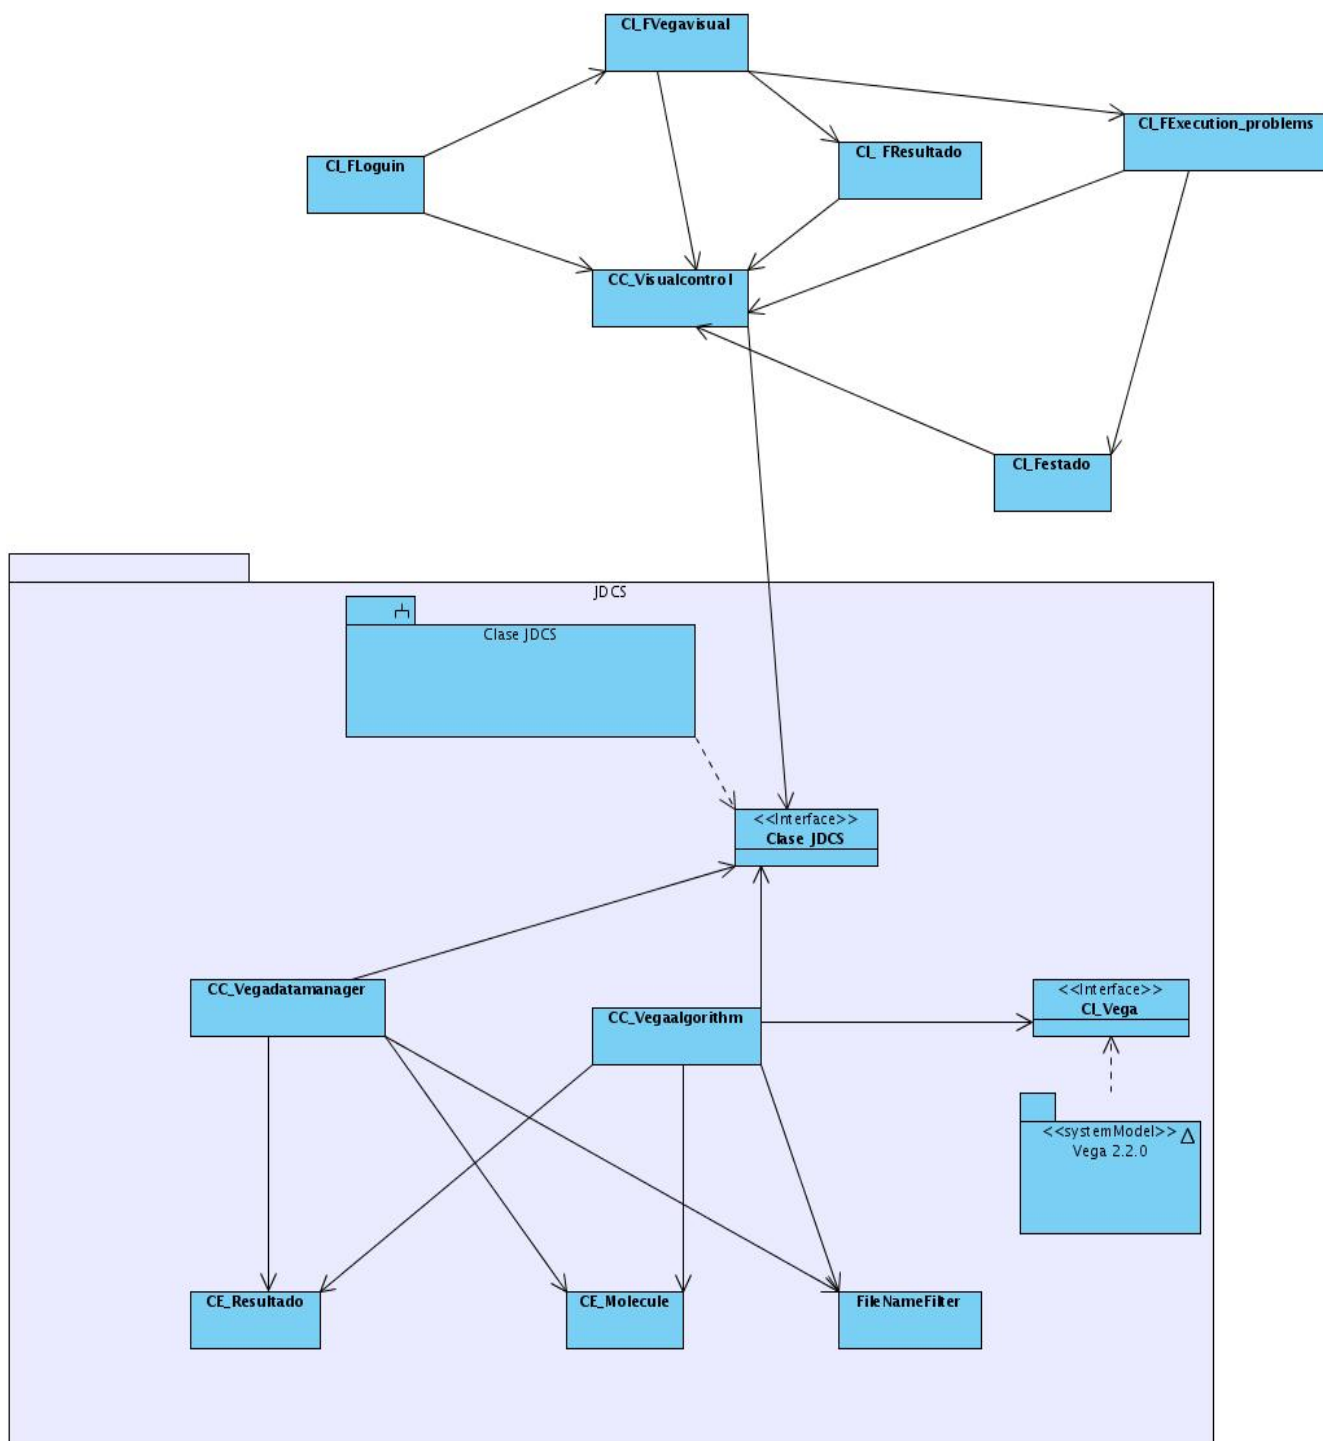 CI_FVegavisual
CI_FExecution_problems
CI_FLoguin
CI_ FResultado
CC_Visualcontrol
CI_Festado
JDCS
Clase JDCS
<<Interface>>
Clase JDCS
CC_Vegadatamanager
CC_Vegaalgorithm
<<Interface>>
CI_Vega
<<systemModel>>
Vega 2.2.0
CE_Resultado
CE_Molecule
FileNameFilter